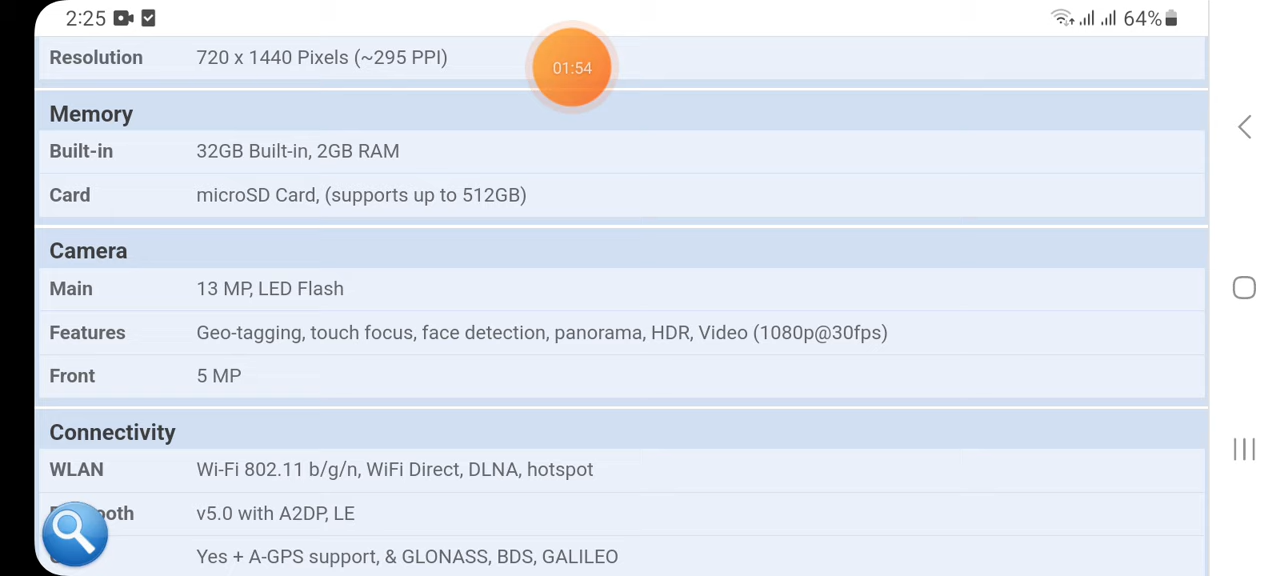 2:25 64%
Resolution 720 x 1440 Pixels (~295 PPI)
01:54
Memory
Built-in 32GB Built-in, 2GB RAM
Card microSD Card, (supports up to 512GB)
Camera
Main 13 MP, LED Flash
Features Geo-tagging, touch focus, face detection, panorama, HDR, Video (1080p@30fps)
Front 5 MP
Connectivity
WLAN Wi-Fi 802.11 b/g/n, WiFi Direct, DLNA, hotspot
v5.0 with A2DP, LE
Yes + A-GPS support, & GLONASS, BDS, GALILEO